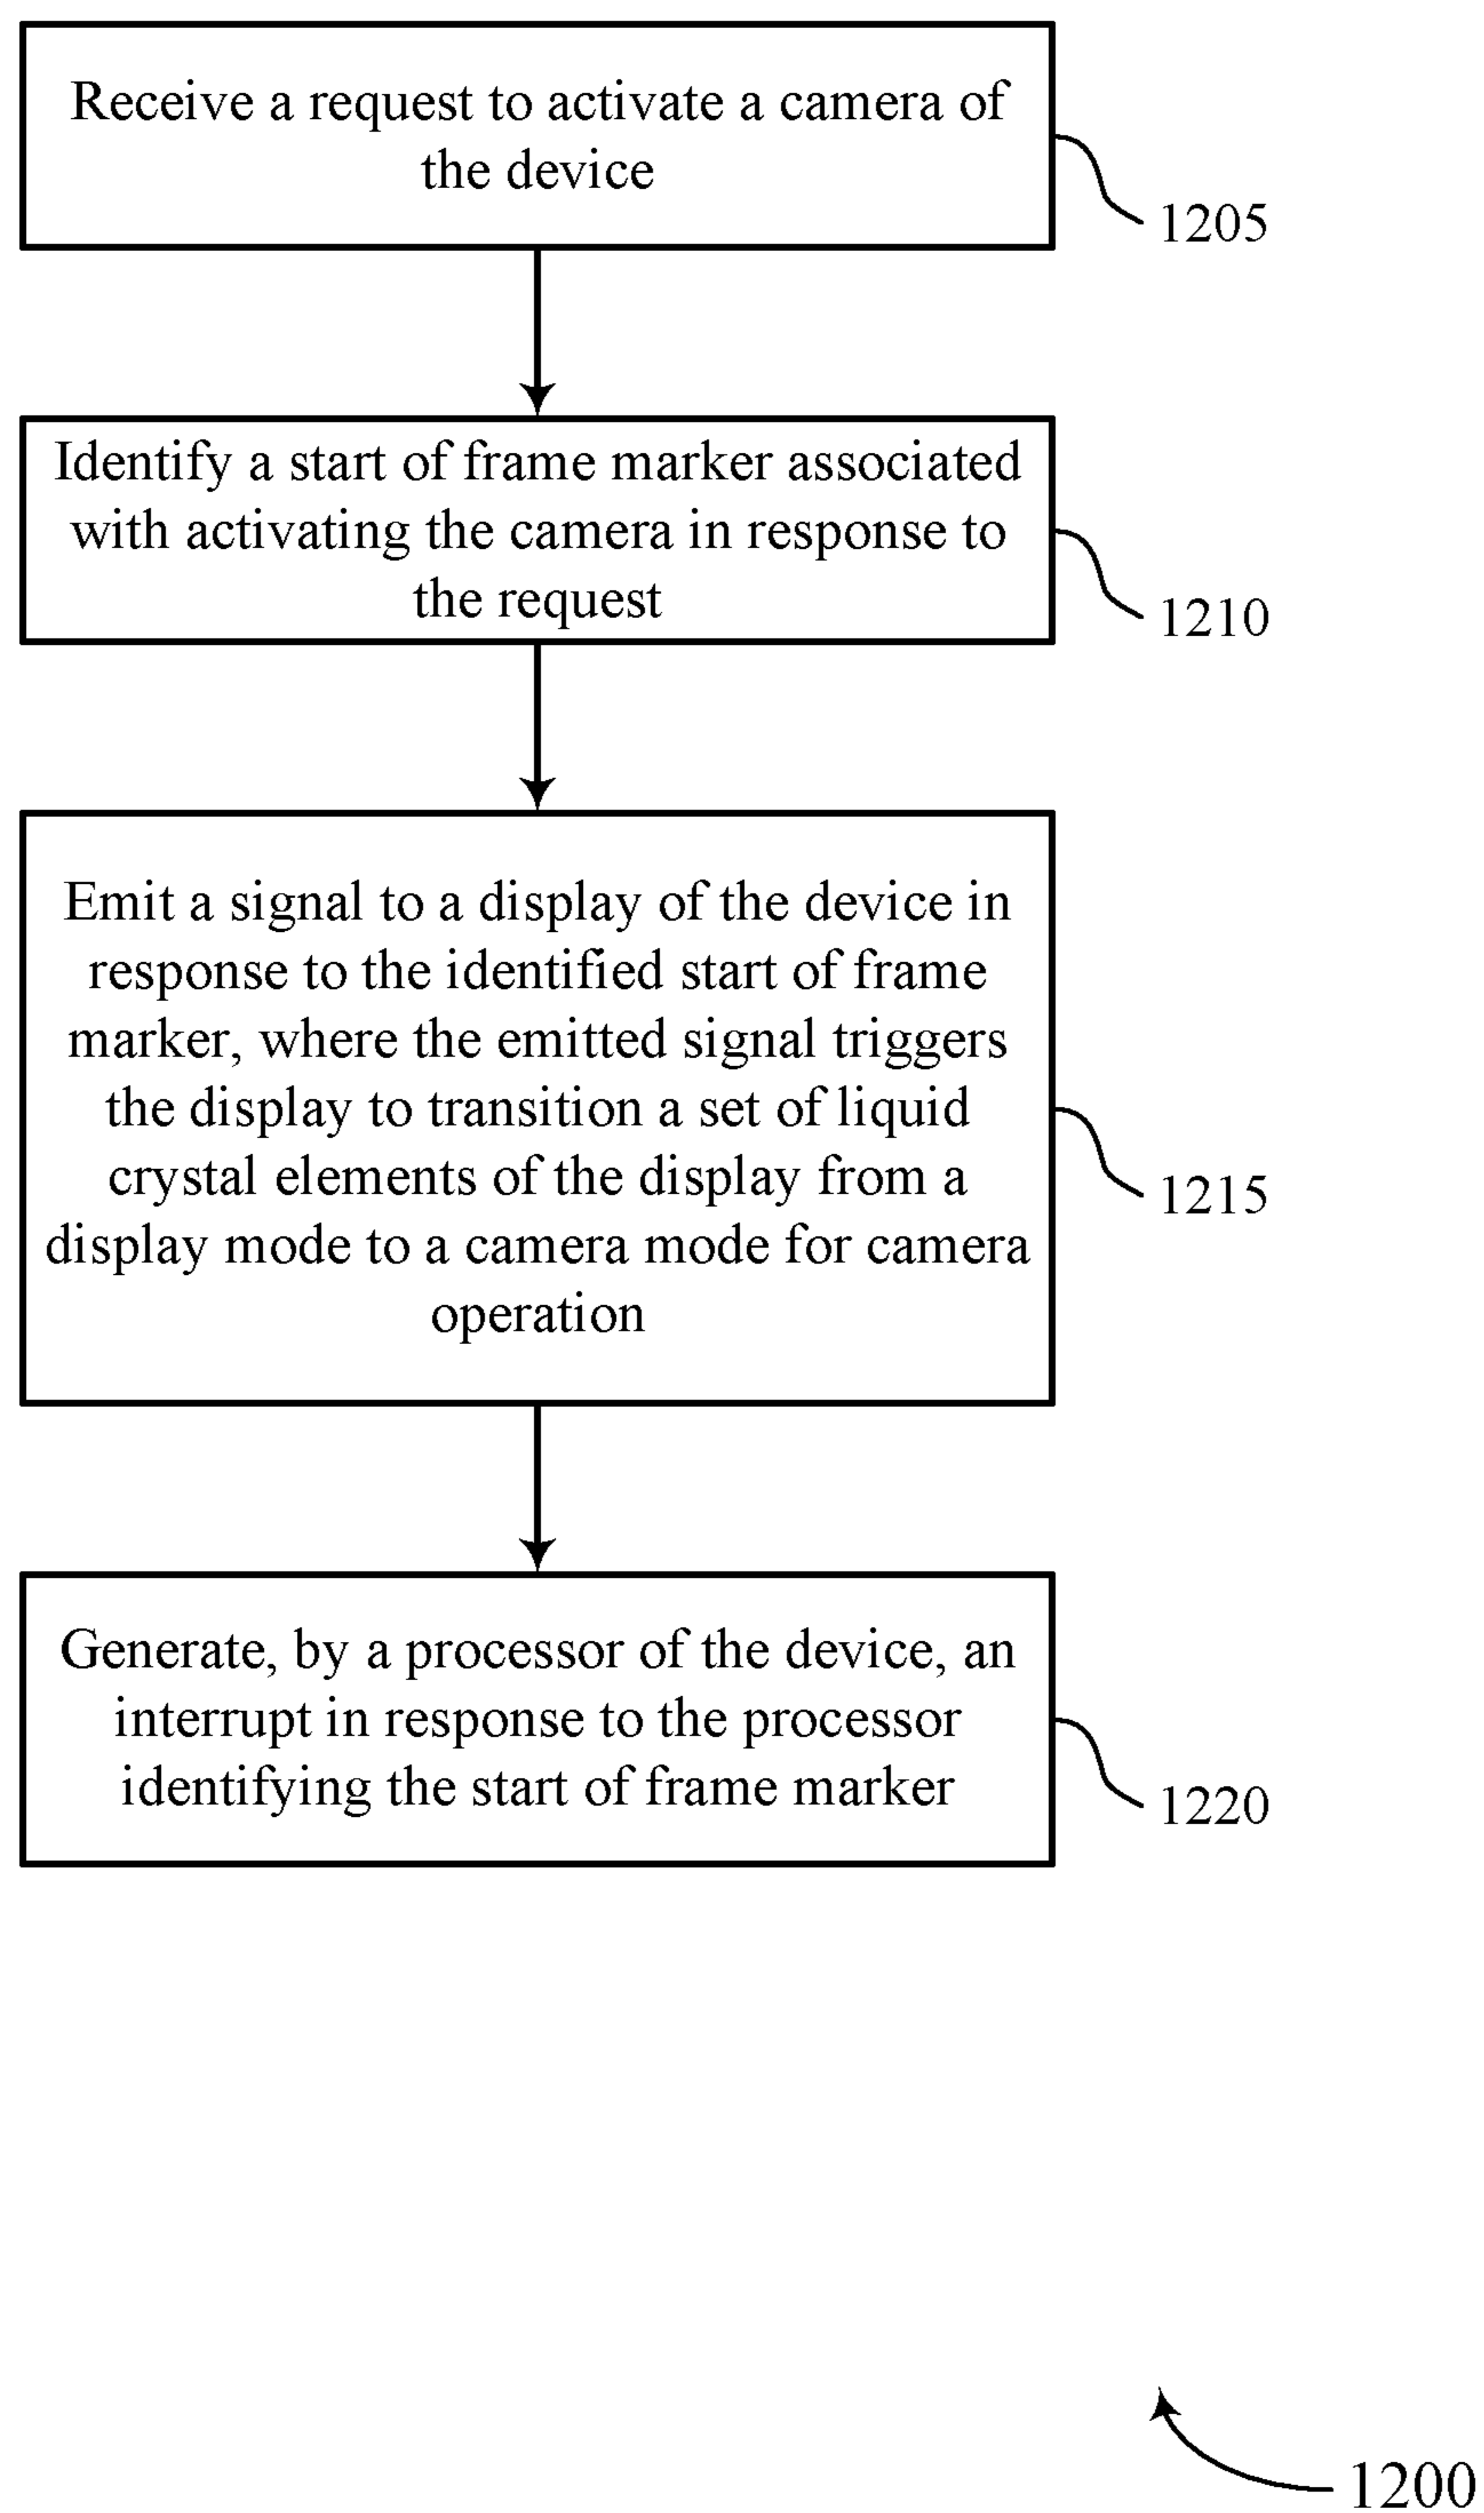 Receive a request to activate a camera of
the device
1205
Identify a start of frame marker associated
with activating the camera in response to
the request
1210
Emit a signal to a display of the device in
response to the identified start of frame
marker, where the emitted signal triggers
the display to transition a set of liquid
crystal elements of the display from a
display mode to a camera mode for camera
operation
1215
Generate, by a processor of the device, an
interrupt in response to the processor
identifying the start of frame marker
1220
1200